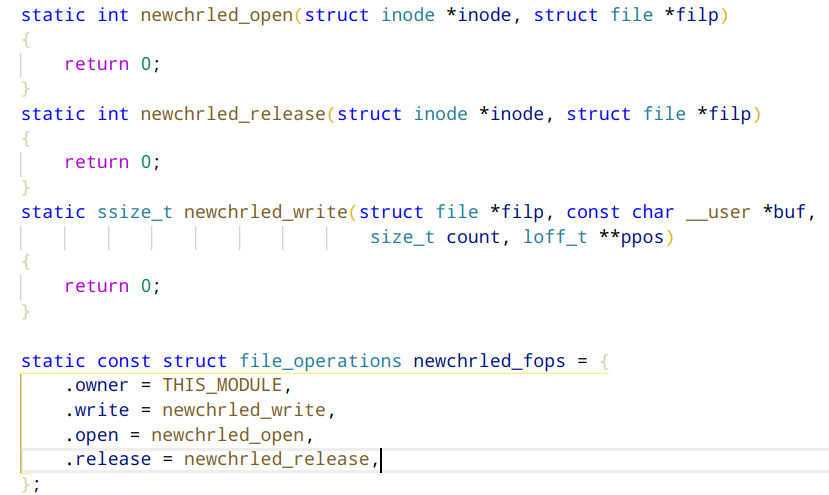 static int newchrled_open(struct inode *inode, struct file *filp)
{
    return 0;
}
static int newchrled_release(struct inode *inode, struct file *filp)
{
    return 0;
}
static ssize_t newchrled_write(struct file *filp, const char __user *buf,
                                size_t count, loff_t **ppos)
{
    return 0;
}

static const struct file_operations newchrled_fops = {
    .owner = THIS_MODULE,
    .write = newchrled_write,
    .open = newchrled_open,
    .release = newchrled_release,
};